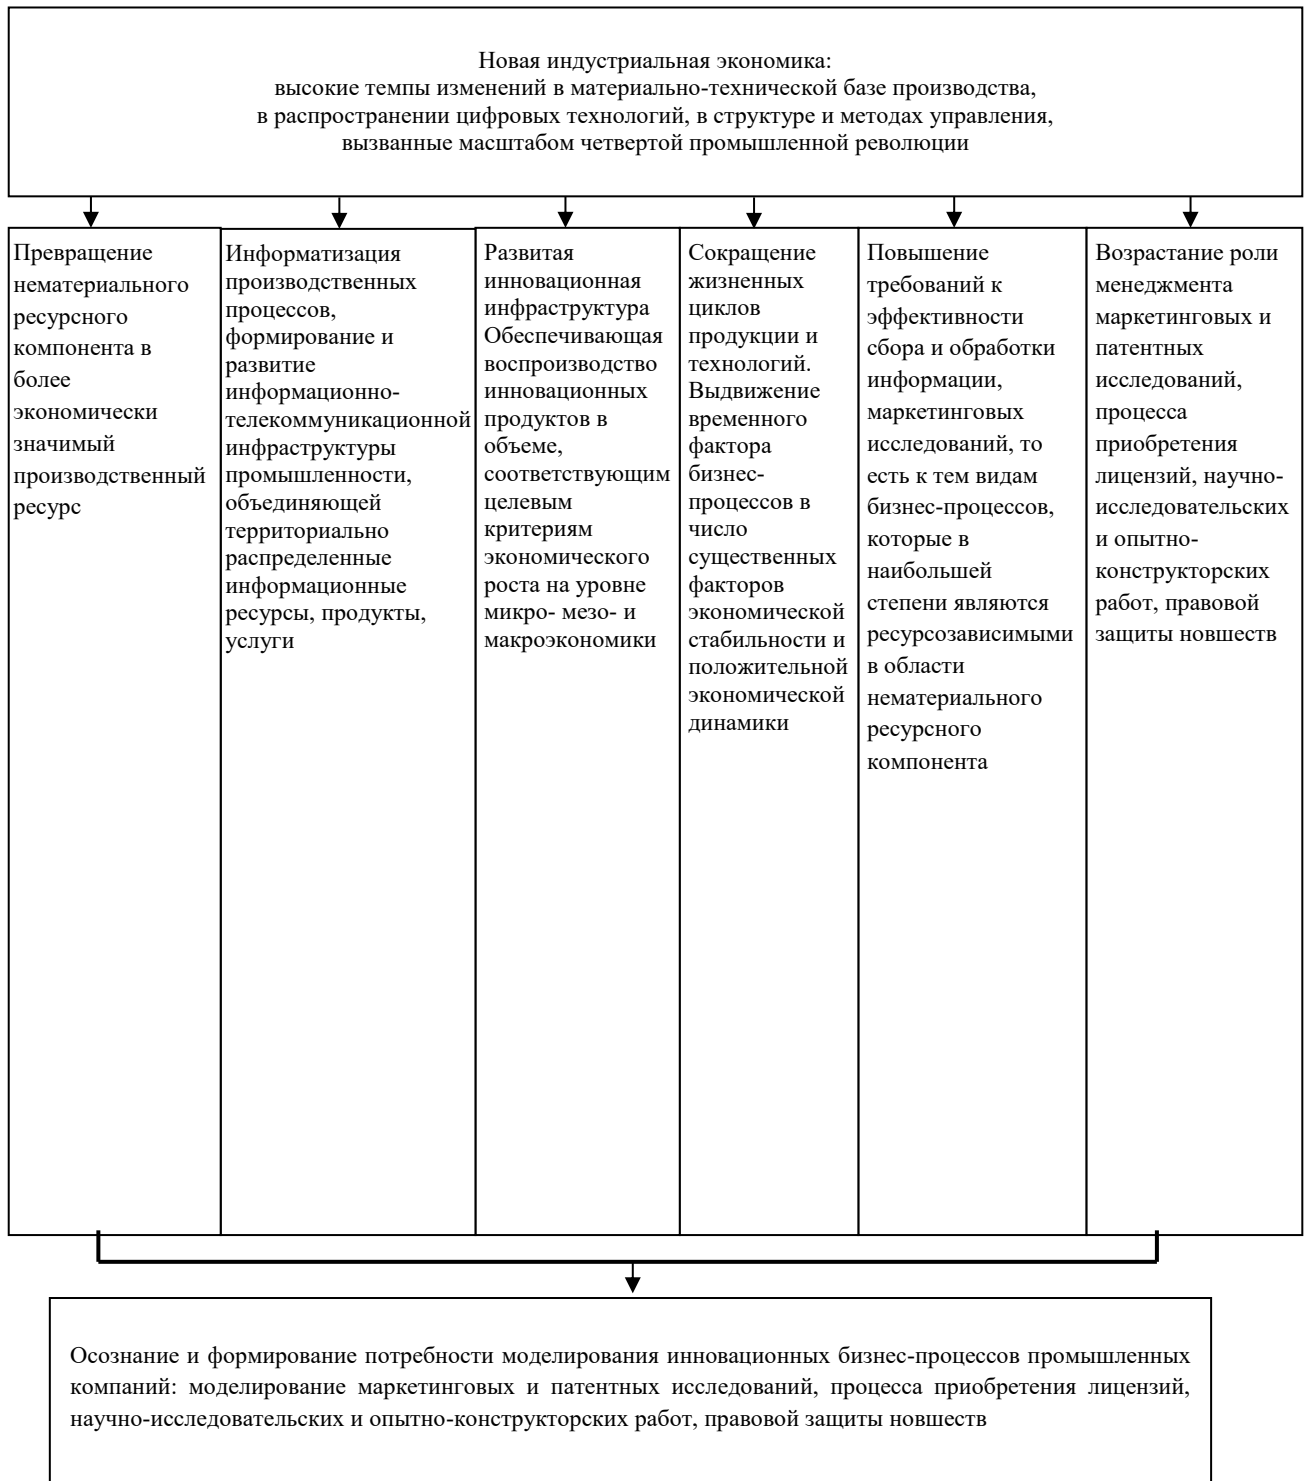 Новая индустриальная экономика:
высокие темпы изменений в материально-технической базе производства,
в распространении цифровых технологий, в структуре и методах управления,
вызванные масштабом четвертой промышленной революции
Превращение
нематериального
ресурсного
компонента в
более
экономически
значимый
производственный
ресурс
Информатизация
производственных
процессов,
формирование и
развитие
информационно-
телекоммуникационной
инфраструктуры
промышленности,
объединяющей
территориально
распределенные
информационные
ресурсы, продукты,
услуги
Развитая
инновационная
инфраструктура
Обеспечивающая
воспроизводство
инновационных
продуктов в
объеме,
соответствующим
целевым
критериям
экономического
роста на уровне
микро- мезо- и
макроэкономики
Сокращение
жизненных
циклов
продукции и
технологий.
Выдвижение
временного
фактора
бизнес-
процессов в
число
существенных
факторов
экономической
стабильности и
положительной
экономической
динамики
Повышение
требований к
эффективности
сбора и обработки
информации,
маркетинговых
исследований, то
есть к тем видам
бизнес-процессов,
которые в
наибольшей
степени являются
ресурсозависимыми
в области
нематериального
ресурсного
компонента
Возрастание роли
менеджмента
маркетинговых и
патентных
исследований,
процесса
приобретения
лицензий, научно-
исследовательских
и опытно-
конструкторских
работ, правовой
защиты новшеств
Осознание и формирование потребности моделирования инновационных бизнес-процессов промышленных
компаний: моделирование маркетинговых и патентных исследований, процесса приобретения лицензий,
научно-исследовательских и опытно-конструкторских работ, правовой защиты новшеств